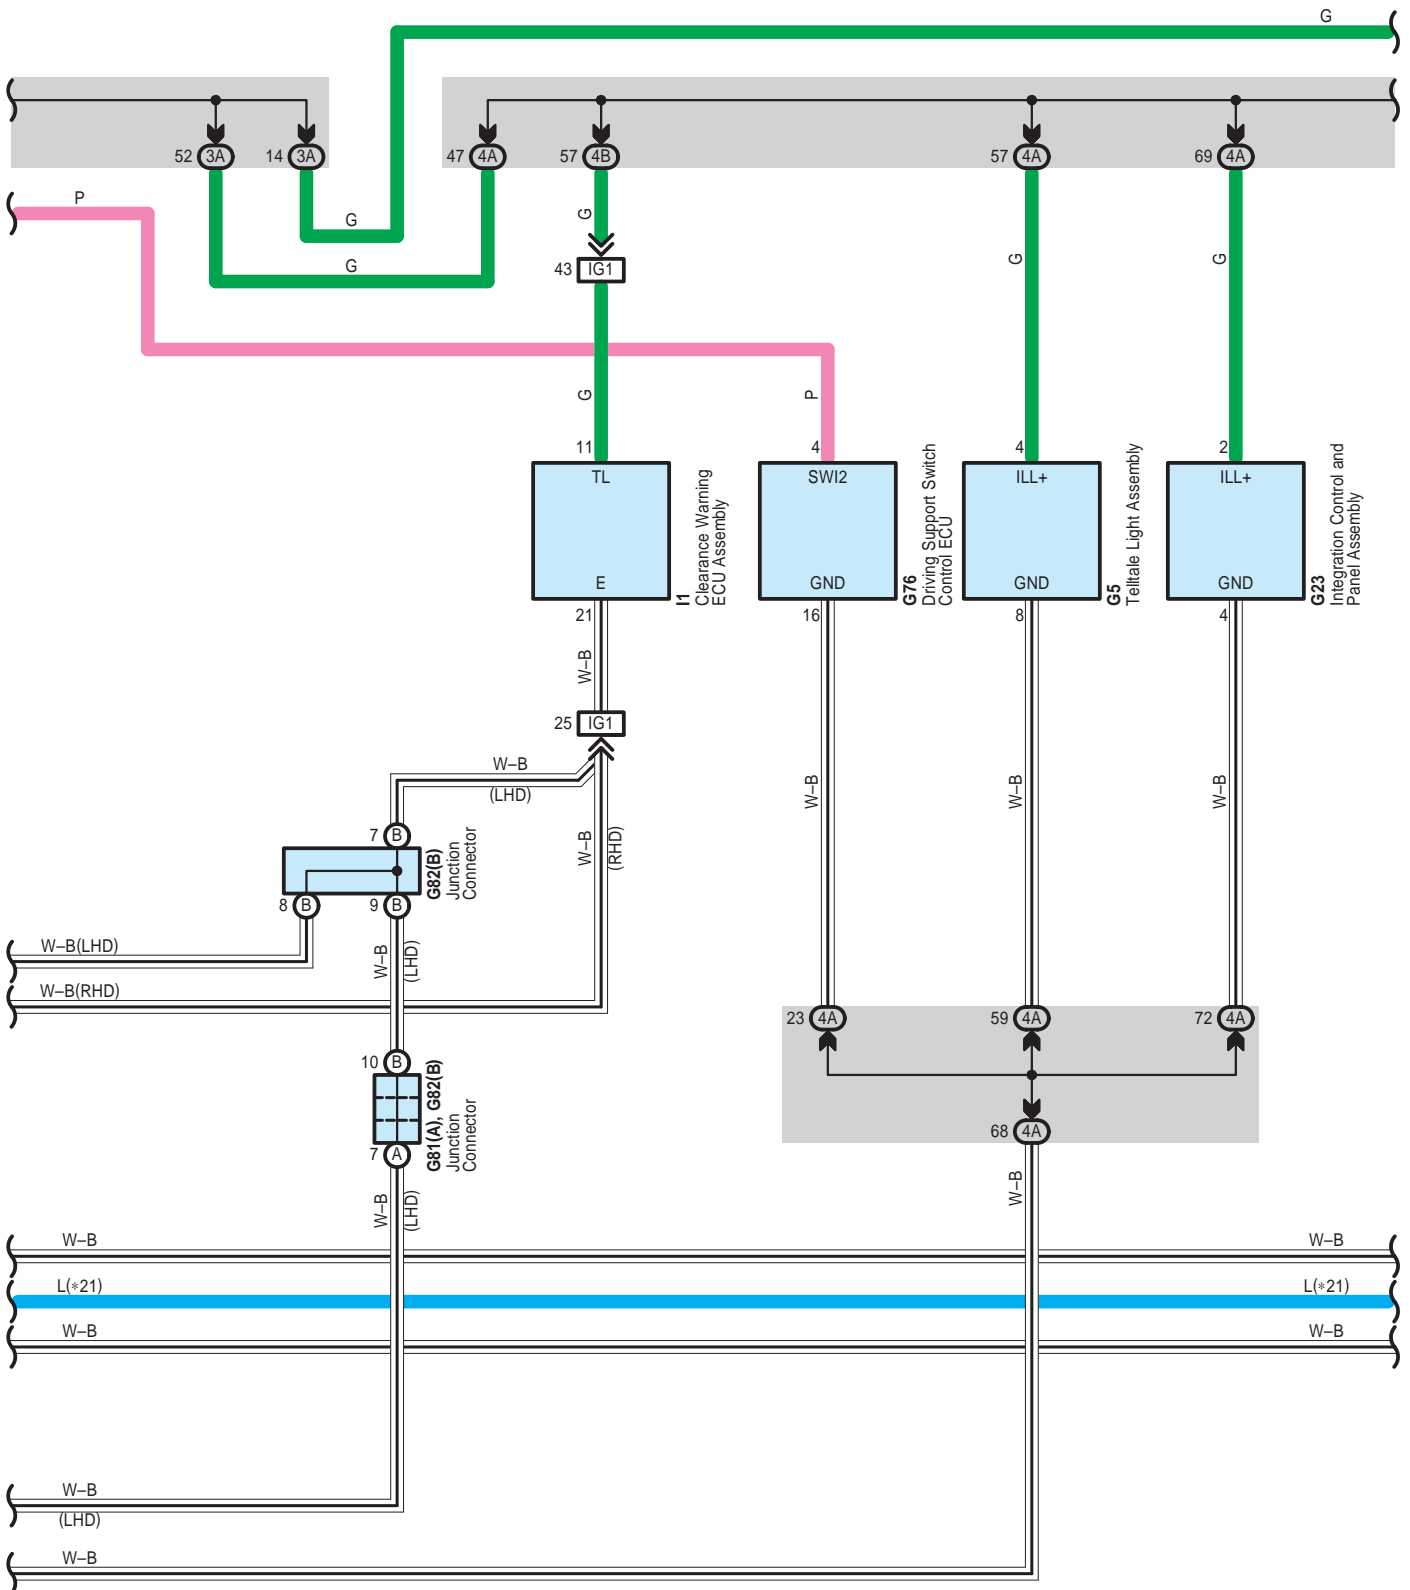 G
52 3A
14 3A
47 4A
57 4B
57 4A
69 4A
P
G
G
G
43 IG1
G
G
G
P
11
4
4
2
TL
SWI2
ILL+
ILL+
E
GND
GND
GND
I1
Clearance Warning
ECU Assembly
G76
Driving Support Switch
Control ECU
G5
Telltale Light Assembly
G23
Integration Control and
Panel Assembly
21
16
8
4
W–B
25 IG1
W–B
(LHD)
W–B
(RHD)
W–B
W–B
W–B
7 B
G82(B)
Junction
Connector
8 B
9 B
W–B(LHD)
W–B
(LHD)
W–B(RHD)
23 4A
59 4A
72 4A
10 B
G81(A), G82(B)
Junction
Connector
68 4A
7 A
W–B
(LHD)
W–B
W–B
W–B
L(*21)
L(*21)
W–B
W–B
W–B
(LHD)
W–B